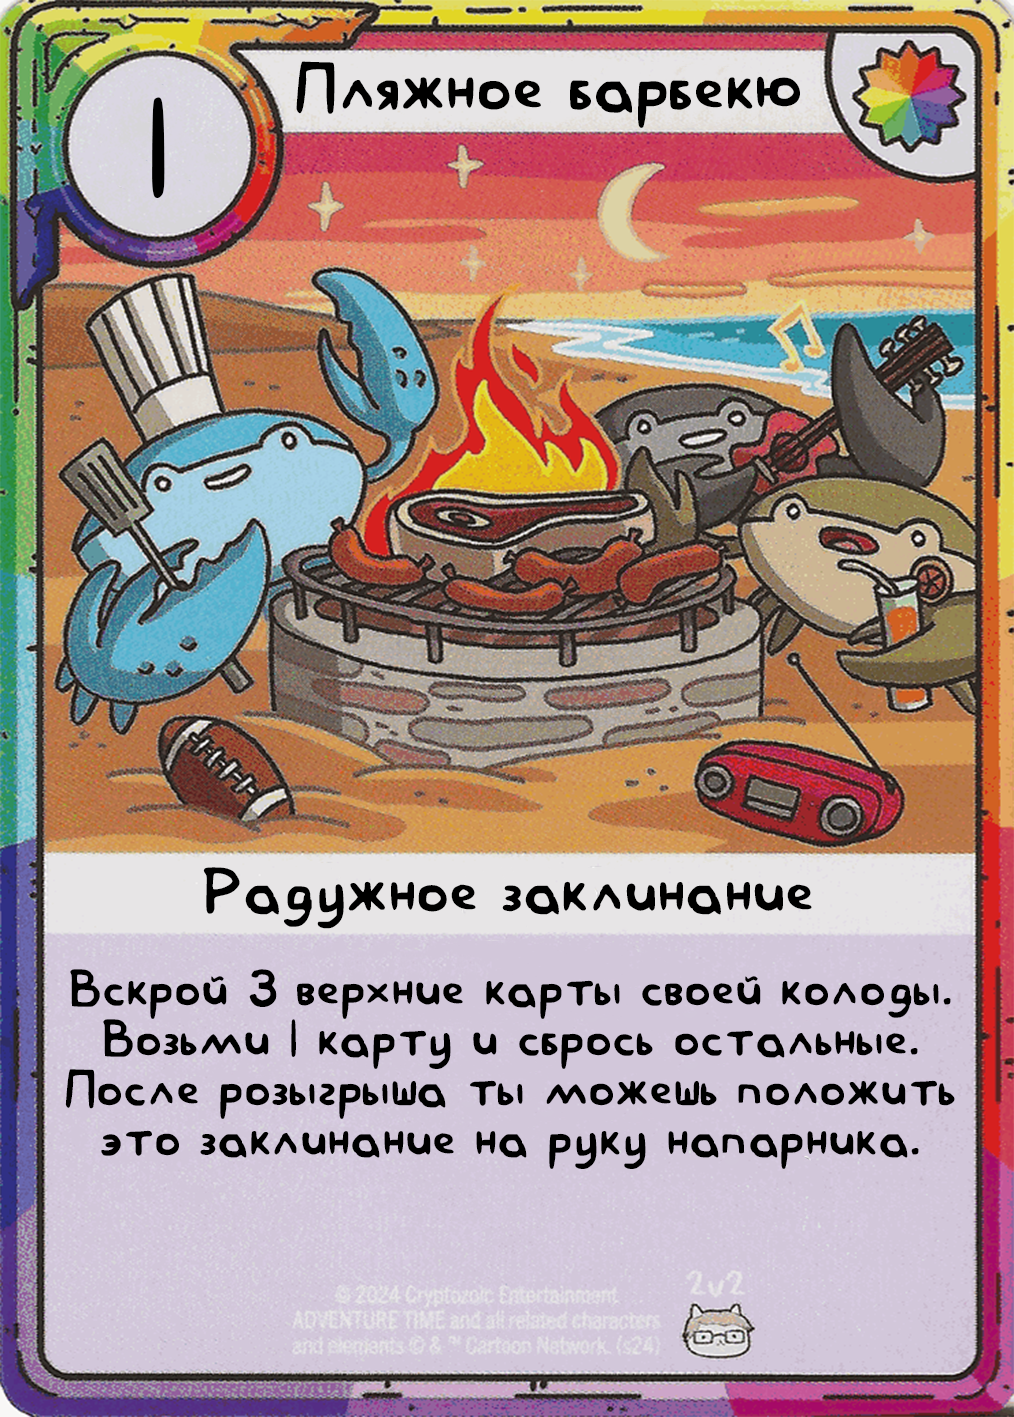 1
Пляжное барбекю
Радужное заклинание
Вскрой 3 верхние карты своей колоды.
Возьми 1 карту и сбрось остальные.
После розыгрыша ты можешь положить
это заклинание на руку напарника.
2v2
© 2024 Cryptozoic Entertainment.
ADVENTURE TIME and all related characters
and elements © & ™ Cartoon Network. (s24)